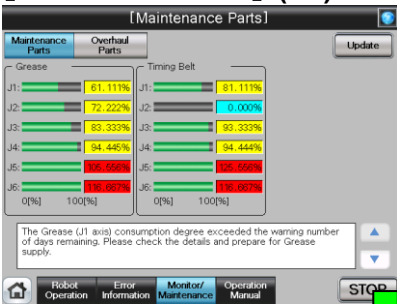 [Maintenance Parts]
Maintenance Parts
Overhaul Parts
Update
Grease
J1: 61.111%
J2: 72.222%
J3: 83.333%
J4: 94.445%
J5:
J6: 116.667%
0[%] 100[%]
Timing Belt
J1: 81.111%
J2: 0.000%
J3: 93.333%
J4: 94.444%
J5:
J6: 116.667%
0[%] 100[%]
The Grease (J1 axis) consumption degree exceeded the warning number
of days remaining. Please check the details and prepare for Grease
supply.
Robot Operation
Error Information
Monitor/ Maintenance
Operation Manual
STOP